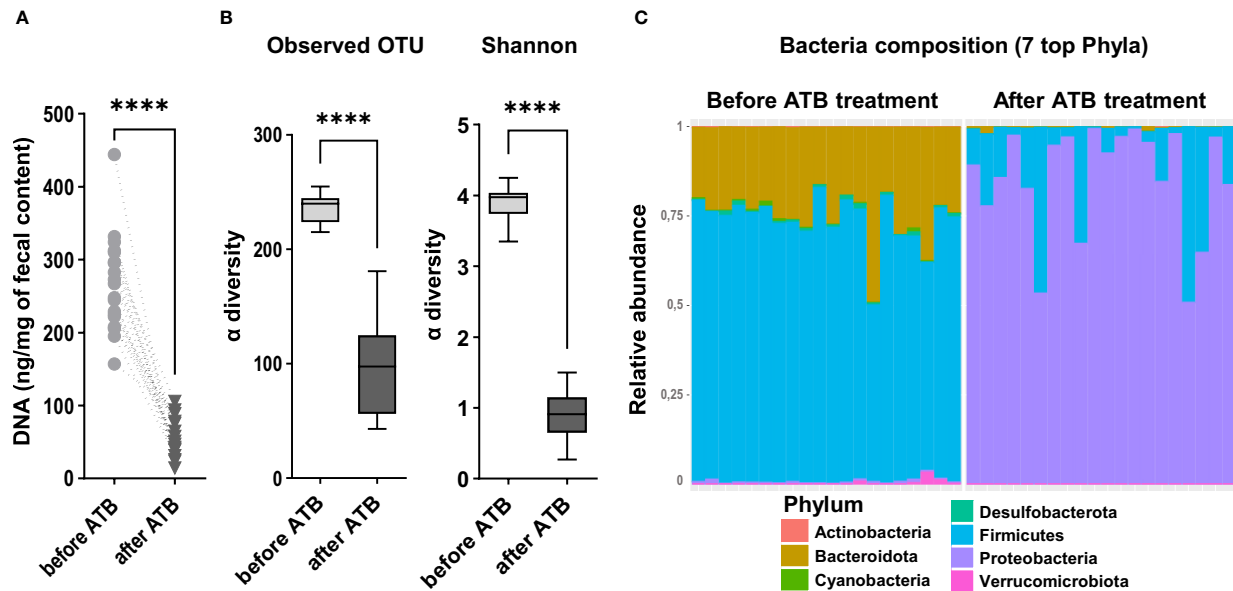 A
B
C
Observed OTU
Shannon
Bacteria composition (7 top Phyla)
Before ATB treatment
After ATB treatment
DNA (ng/mg of fecal content)
500
400
300
200
100
0
****
before ATB
after ATB
α diversity
300
200
100
0
****
before ATB
after ATB
α diversity
5
4
3
2
1
0
****
before ATB
after ATB
Relative abundance
1
0,75
0,5
0,25
0
Phylum
Actinobacteria
Bacteroidota
Cyanobacteria
Desulfobacterota
Firmicutes
Proteobacteria
Verrucomicrobiota